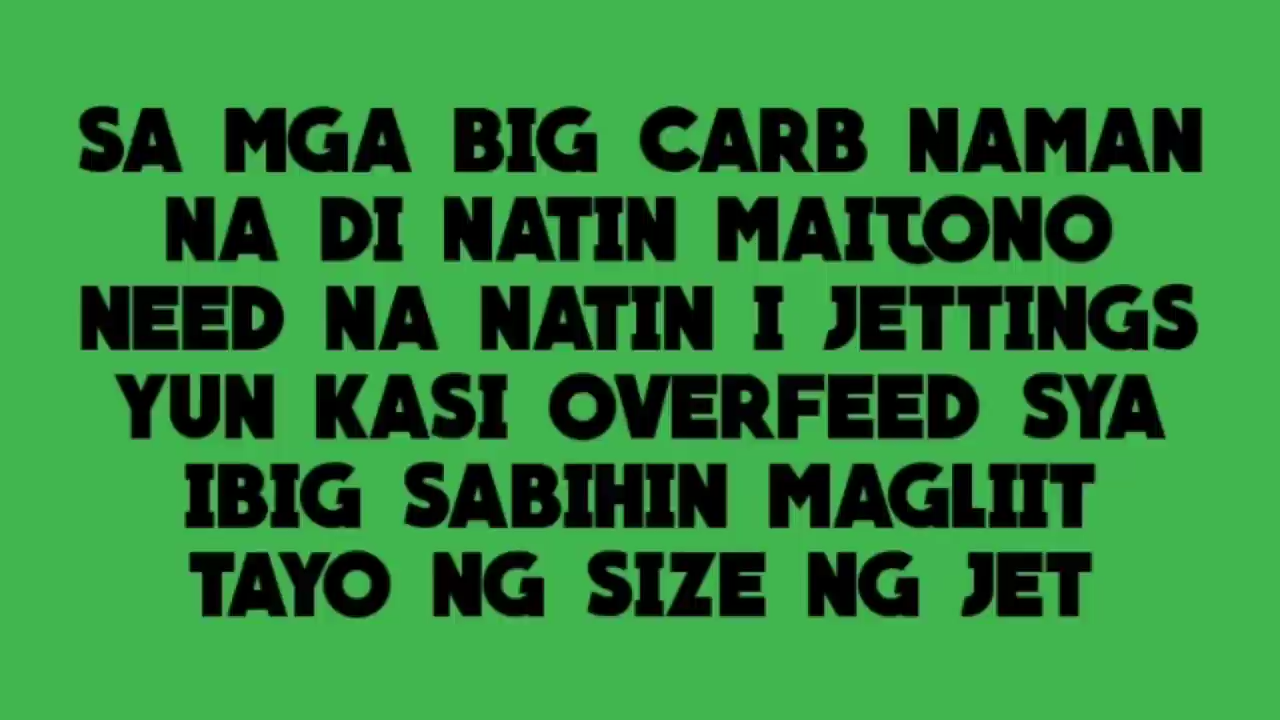 SA MGA BIG CARB NAMAN
NA DI NATIN MAITONO
NEED NA NATIN I JETTINGS
YUN KASI OVERFEED SYA
IBIG SABIHIN MAGLIIT
TAYO NG SIZE NG JET